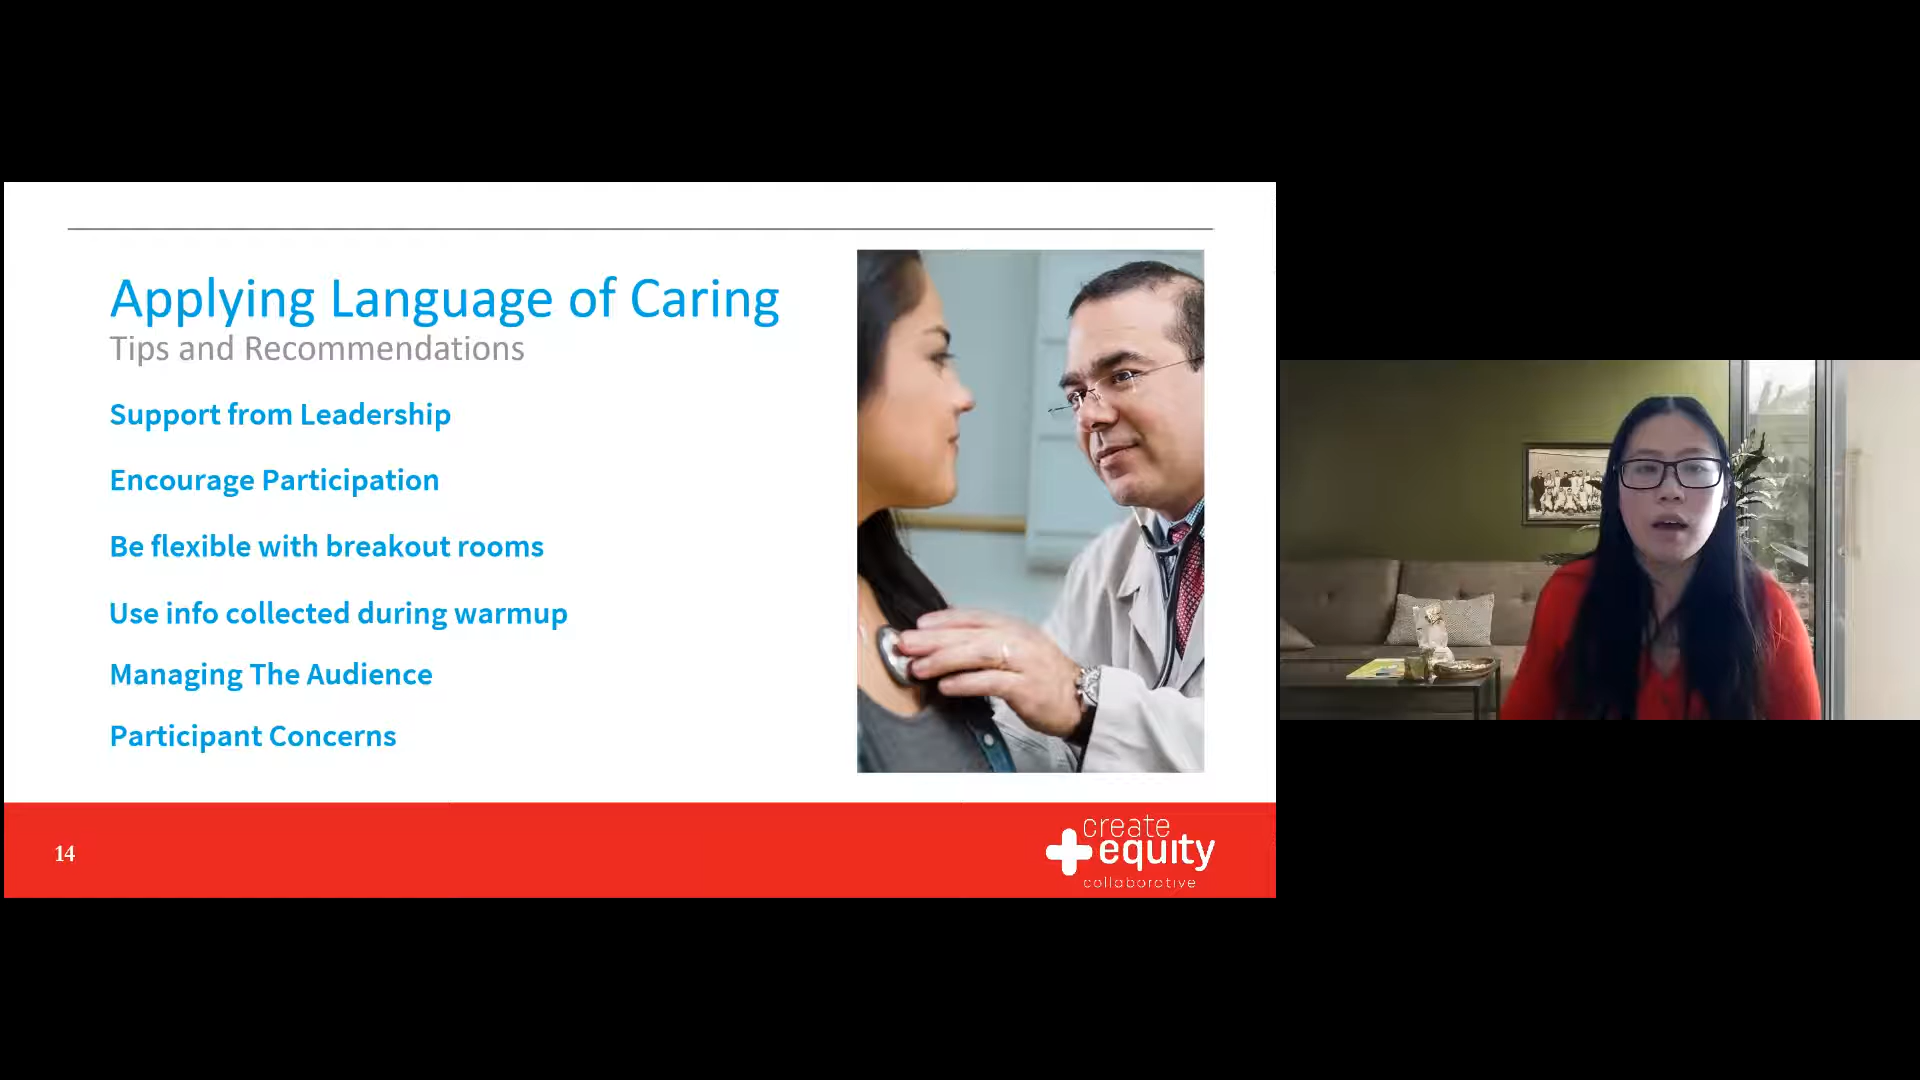 Applying Language of Caring
Tips and Recommendations
Support from Leadership
Encourage Participation
Be flexible with breakout rooms
Use info collected during warmup
Managing The Audience
Participant Concerns
14
create
equity
collaborative